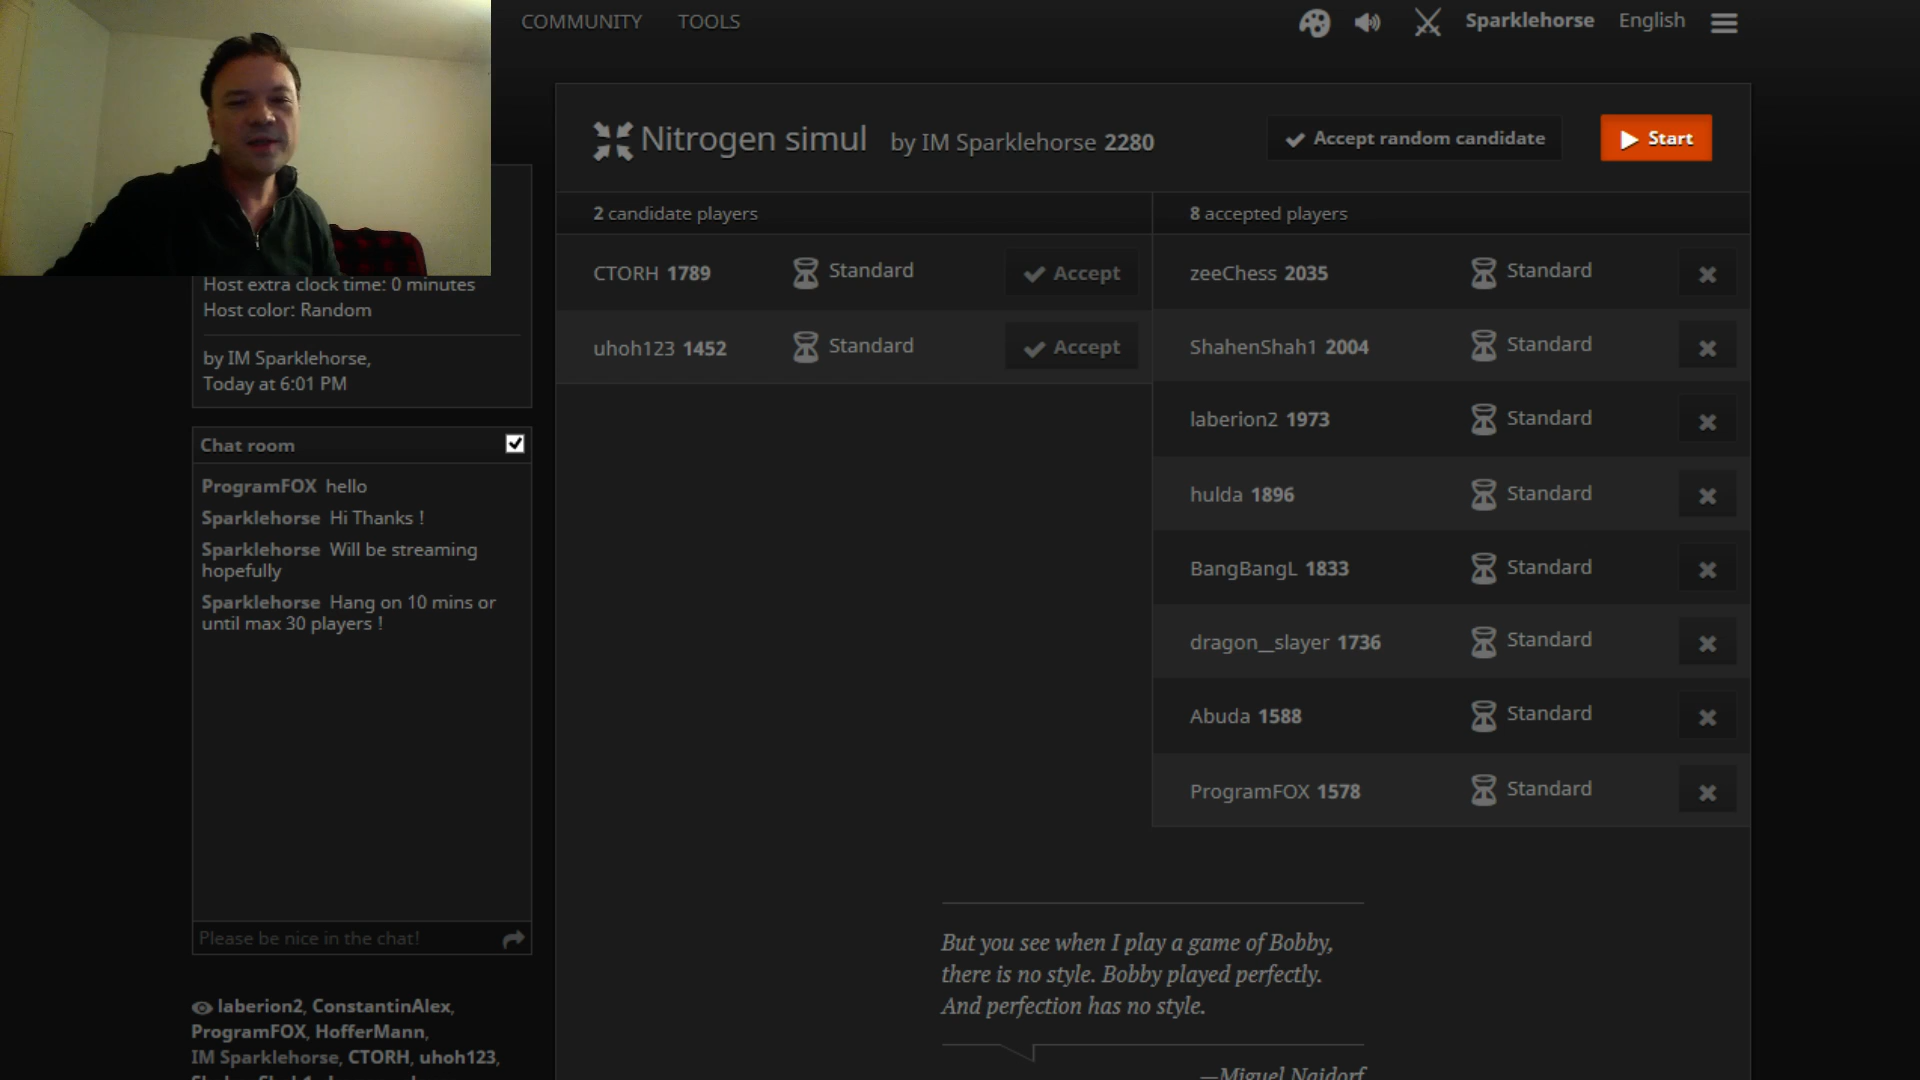 COMMUNITY TOOLS
Sparklehorse English
Nitrogen simul by IM Sparklehorse 2280
Accept random candidate
Start
2 candidate players
CTORH 1789 Standard Accept
uhoh123 1452 Standard Accept
8 accepted players
zeeChess 2035 Standard
ShahenShah1 2004 Standard
laberion2 1973 Standard
hulda 1896 Standard
BangBangL 1833 Standard
dragon__slayer 1736 Standard
Abuda 1588 Standard
ProgramFOX 1578 Standard
Host extra clock time: 0 minutes
Host color: Random
by IM Sparklehorse,
Today at 6:01 PM
Chat room
ProgramFOX hello
Sparklehorse Hi Thanks !
Sparklehorse Will be streaming
hopefully
Sparklehorse Hang on 10 mins or
until max 30 players !
Please be nice in the chat!
laberion2, ConstantinAlex,
ProgramFOX, HofferMann,
IM Sparklehorse, CTORH, uhoh123,
But you see when I play a game of Bobby,
there is no style. Bobby played perfectly.
And perfection has no style.
—Miguel Najdorf